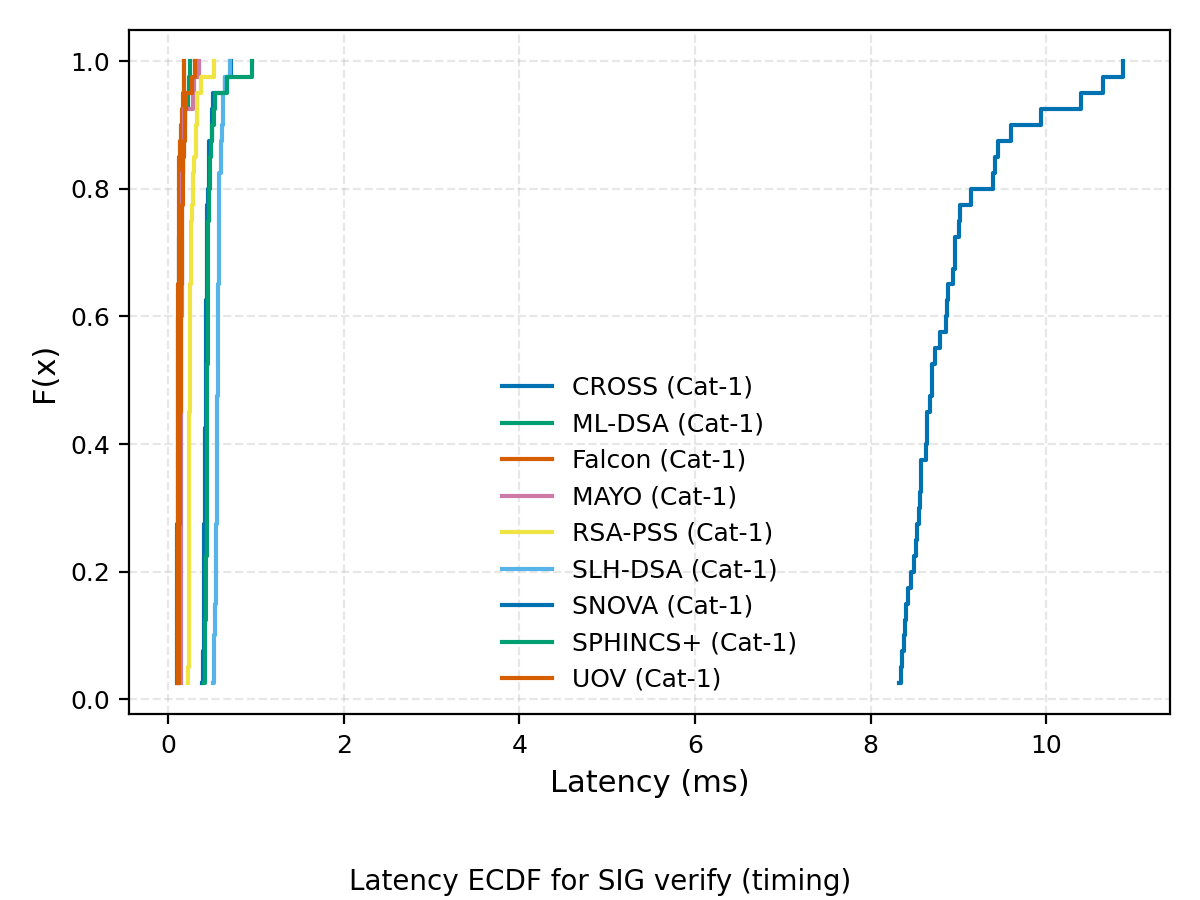 1.0
0.8
0.6
0.4
0.2
0.0
F(x)
CROSS (Cat-1)
ML-DSA (Cat-1)
Falcon (Cat-1)
MAYO (Cat-1)
RSA-PSS (Cat-1)
SLH-DSA (Cat-1)
SNOVA (Cat-1)
SPHINCS+ (Cat-1)
UOV (Cat-1)
0 2 4 6 8 10
Latency (ms)
Latency ECDF for SIG verify (timing)